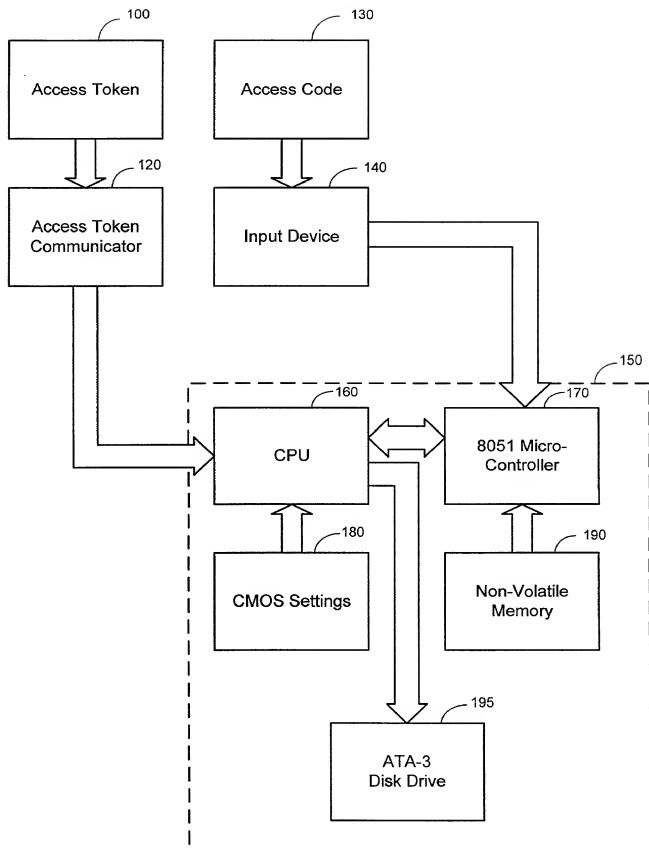 100
130
Access Token
Access Code
120
140
Access Token
Communicator
Input Device
150
160
170
CPU
8051 Micro-
Controller
180
190
CMOS Settings
Non-Volatile
Memory
195
ATA-3
Disk Drive